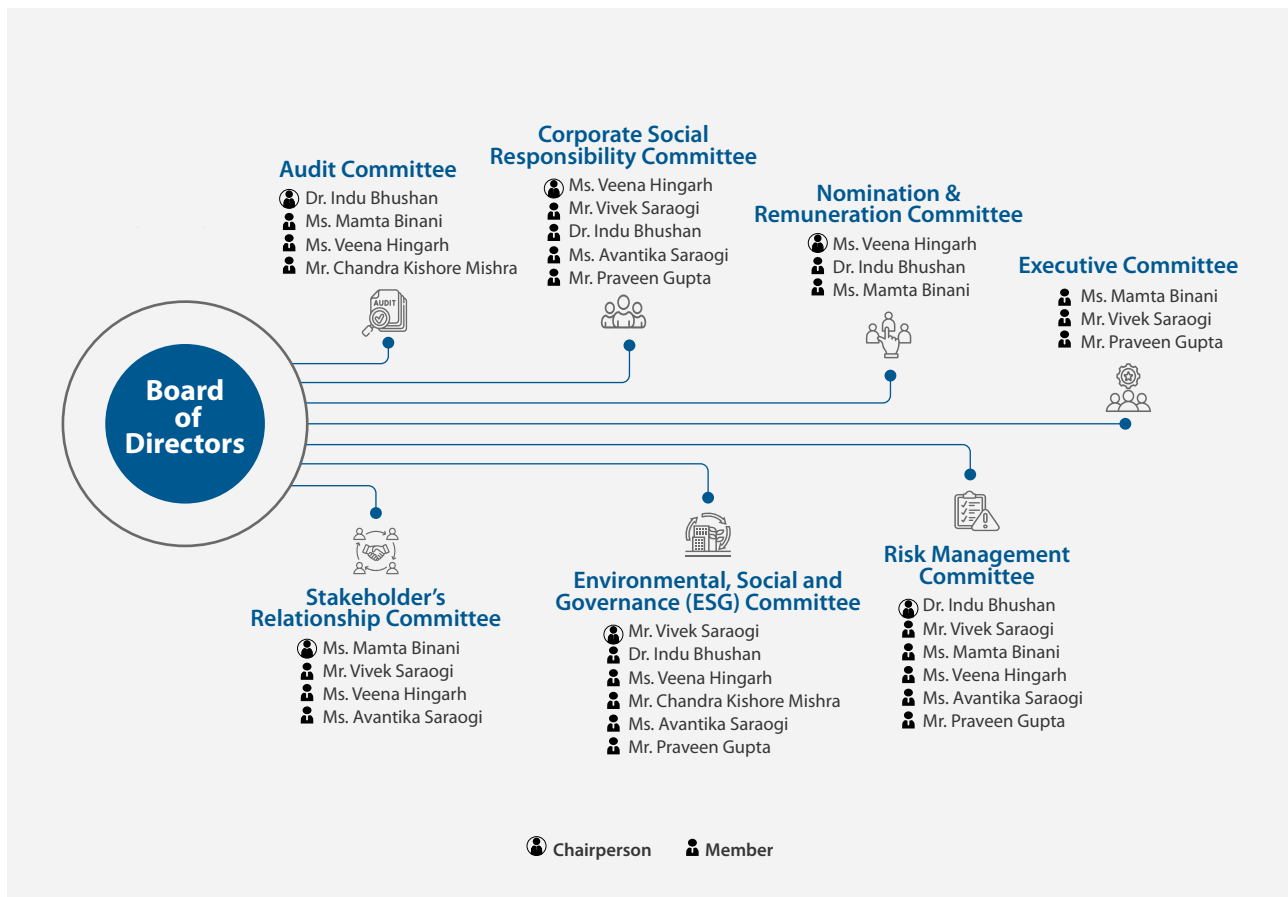 Audit Committee
Dr. Indu Bhushan
Ms. Mamta Binani
Ms. Veena Hingarh
Mr. Chandra Kishore Mishra
AUDIT
Corporate Social
Responsibility Committee
Ms. Veena Hingarh
Mr. Vivek Saraogi
Dr. Indu Bhushan
Ms. Avantika Saraogi
Mr. Praveen Gupta
Nomination &
Remuneration Committee
Ms. Veena Hingarh
Dr. Indu Bhushan
Ms. Mamta Binani
Executive Committee
Ms. Mamta Binani
Mr. Vivek Saraogi
Mr. Praveen Gupta
Board
of
Directors
Stakeholder’s
Relationship Committee
Ms. Mamta Binani
Mr. Vivek Saraogi
Ms. Veena Hingarh
Ms. Avantika Saraogi
Environmental, Social and
Governance (ESG) Committee
Mr. Vivek Saraogi
Dr. Indu Bhushan
Ms. Veena Hingarh
Mr. Chandra Kishore Mishra
Ms. Avantika Saraogi
Mr. Praveen Gupta
Risk Management
Committee
Dr. Indu Bhushan
Mr. Vivek Saraogi
Ms. Mamta Binani
Ms. Veena Hingarh
Ms. Avantika Saraogi
Mr. Praveen Gupta
Chairperson
Member